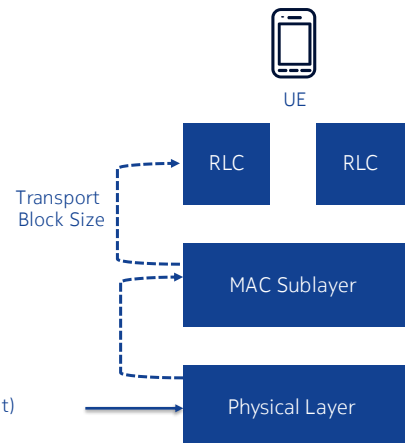 UE
RLC
RLC
Transport
Block Size
MAC Sublayer
t)
Physical Layer